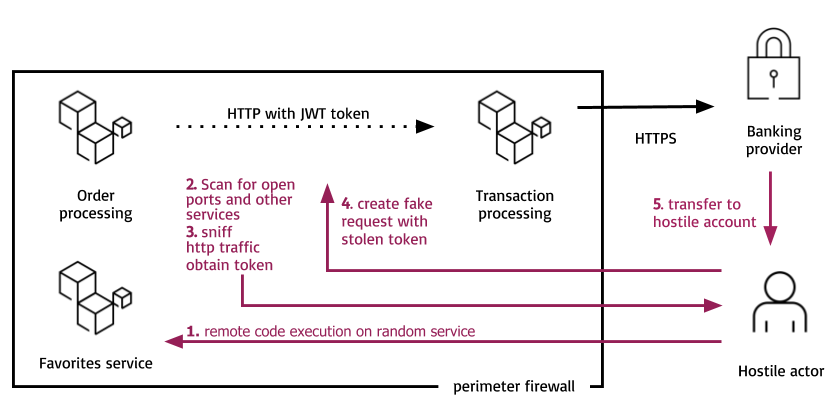 HTTP with JWT token
HTTPS
Banking
provider
Order
processing
2. Scan for open
ports and other
services
3. sniff
http traffic
obtain token
4. create fake
request with
stolen token
Transaction
processing
5. transfer to
hostile account
1. remote code execution on random service
Favorites service
Hostile actor
perimeter firewall